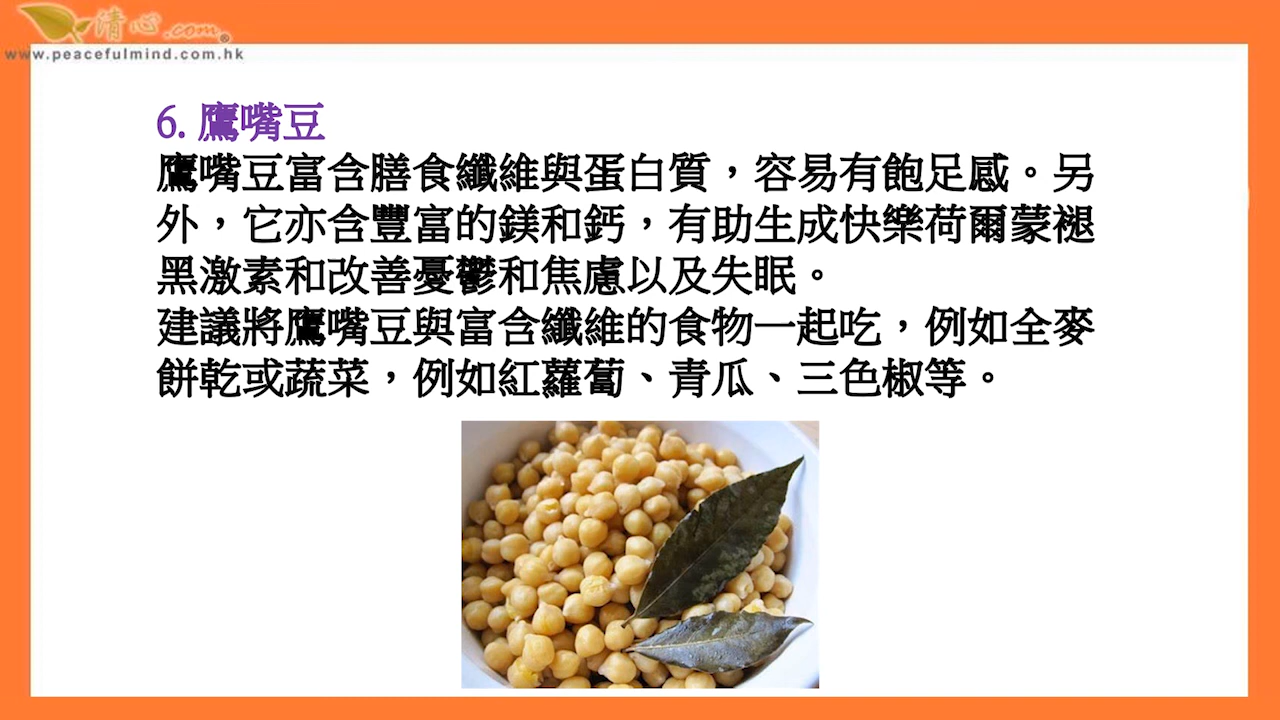 清心.com
www.peacefulmind.com.hk
6. 鷹嘴豆
鷹嘴豆富含膳食纖維與蛋白質，容易有飽足感。另
外，它亦含豐富的鎂和鈣，有助生成快樂荷爾蒙褪
黑激素和改善憂鬱和焦慮以及失眠。
建議將鷹嘴豆與富含纖維的食物一起吃，例如全麥
餅乾或蔬菜，例如紅蘿蔔、青瓜、三色椒等。